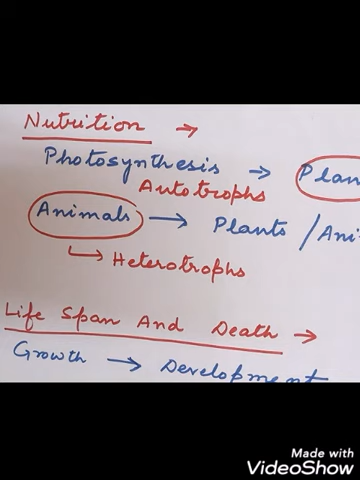 Nutrition →
Photosynthesis → Plan
Autotrophs
Animals → Plants / Ani
Heterotrophs
Life Span And Death →
Growth → Development
Made with
VideoShow